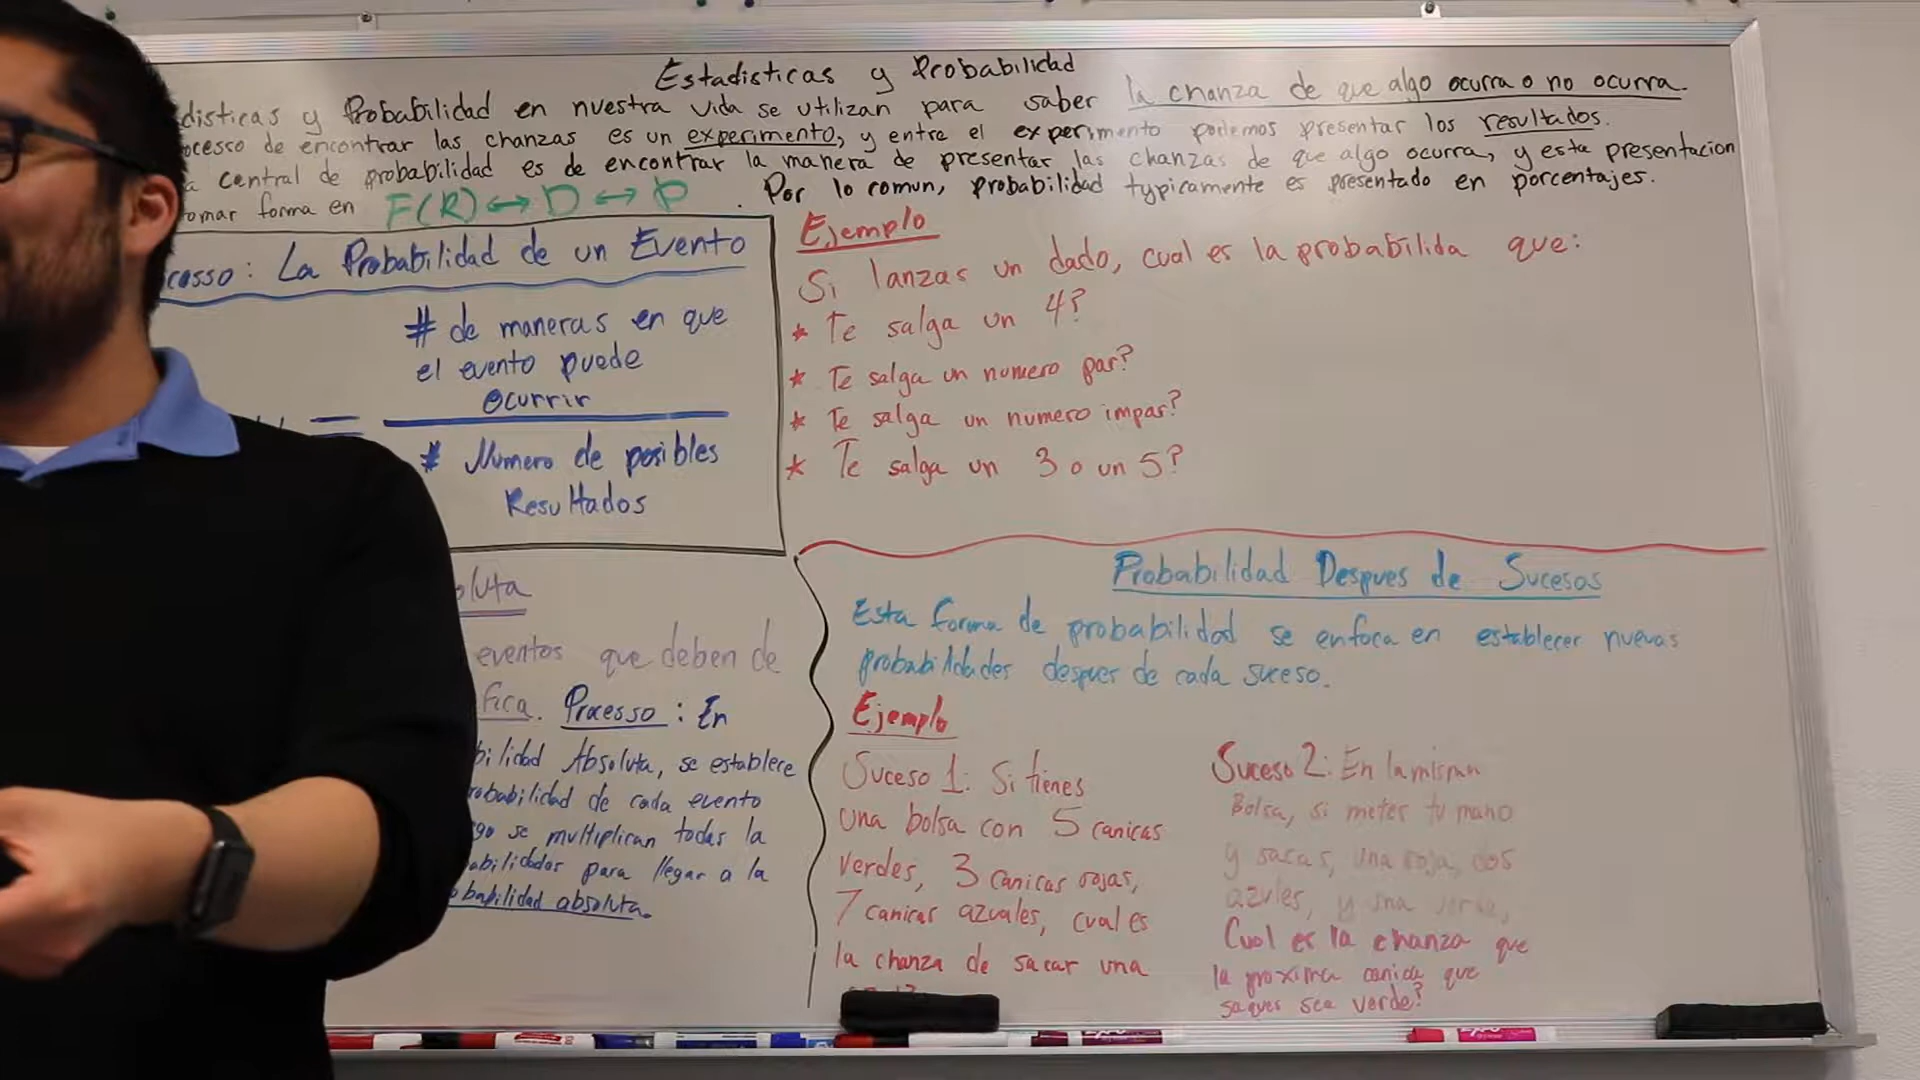 Estadisticas y Probabilidad
disticas y Probabilidad en nuestra vida se utilizan para saber la chanza de que algo ocurra o no ocurra.
ocesso de encontrar las chanzas es un experimento, y entre el experimento podemos presentar los resultados.
a central de probabilidad es de encontrar la manera de presentar las chanzas de que algo ocurra, y esta presentacion
omar forma en F(R) ↔ D ↔ P. Por lo comun, probabilidad typicamente es presentado en porcentajes.
cesso: La Probabilidad de un Evento
# de maneras en que
el evento puede
ocurrir
=
# Numero de posibles
Resultados
Ejemplo
Si lanzas un dado, cual es la probabilida que:
* Te salga un 4?
* Te salga un numero par?
* Te salga un numero impar?
* Te salga un 3 o un 5?
oluta
eventos que deben de
fica. Processo: En
bilidad Absoluta, se establece
robabilidad de cada evento
go se multiplican todas la
abilidades para llegar a la
obabilidad absoluta.
Probabilidad Despues de Sucesos
Esta forma de probabilidad se enfoca en establecer nuevas
probabilidades despues de cada suceso.
Ejemplo
Suceso 1: Si tienes
una bolsa con 5 canicas
verdes, 3 canicas rojas,
7 canicas azuales, cual es
la chanza de sacar una
Suceso 2: En la misma
Bolsa, si meter tu mano
y sacas, una roja, dos
azules, y una verde,
Cual es la chanza que
la proxima canica que
saques sea verde?